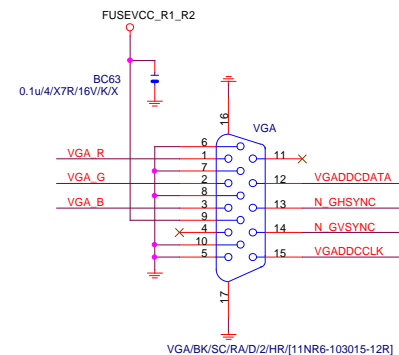 FUSEVCC_R1_R2
BC63
0.1u/4/X7R/16V/K/X
16
VGA
6
VGA_R 1 11
7
VGA_G 2 12 VGADDCDATA
8
VGA_B 3 13 N_GHSYNC
9
4 14 N_GVSYNC
10
5 15 VGADDCCLK
17
VGA/BK/SC/RA/D/2/HR/[11NR6-103015-12R]